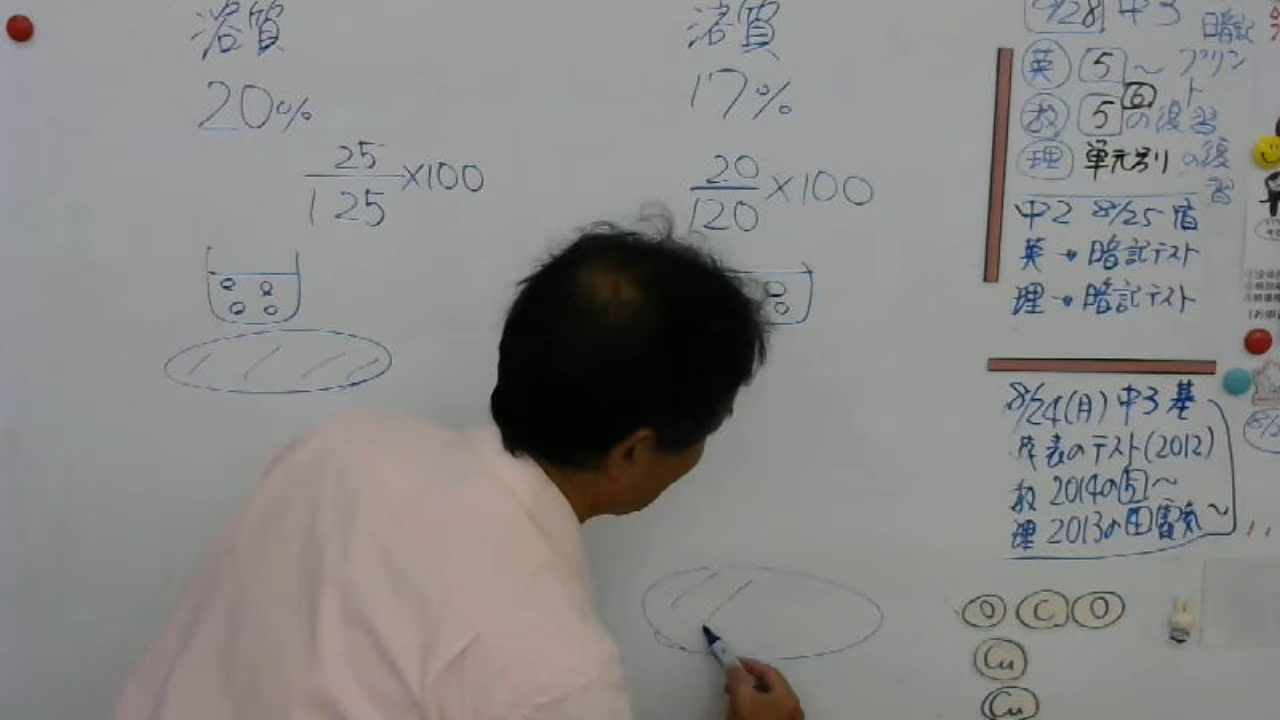 溶質
20%
25/125×100
溶質
17%
20/120×100
中3
暗記
英 5〜プリント
数 5 6の復習
理 単元別の復習
中2 8/25 宿
英→暗記テスト
理→暗記テスト
8/24(月)中3基
表のテスト(2012)
数 2014の5〜
理 2013の 電気〜
O C O
Cu
Cu